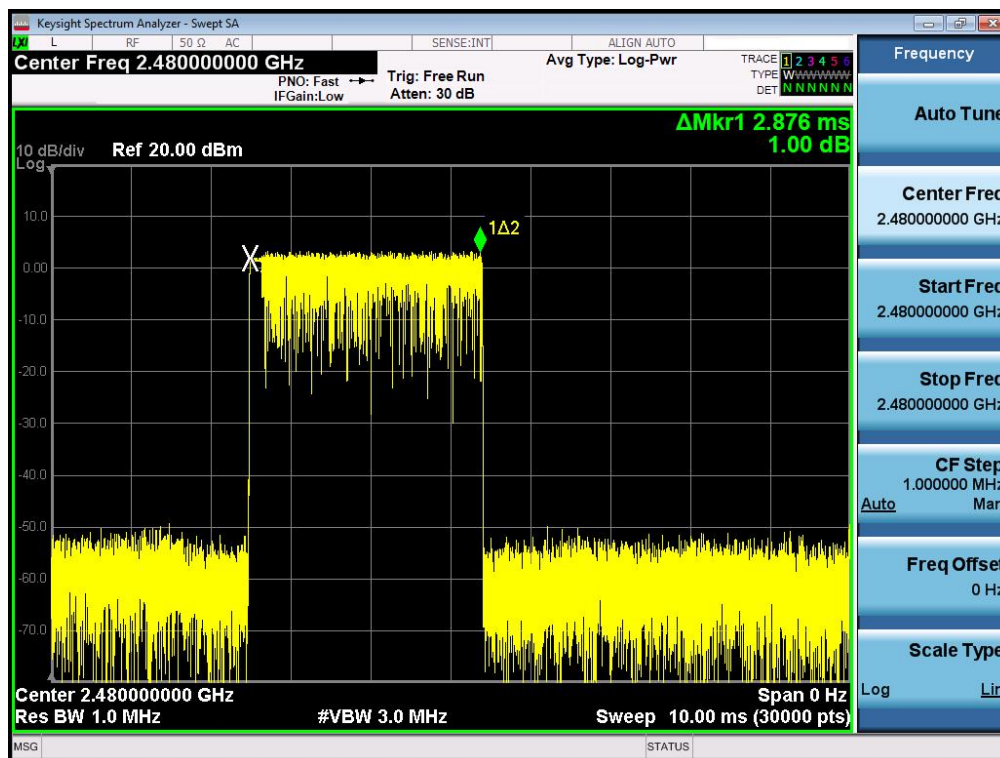 Keysight Spectrum Analyzer - Swept SA
LXI L RF 50 Ω AC SENSE:INT ALIGN AUTO
Center Freq 2.480000000 GHz
PNO: Fast
IFGain:Low
Trig: Free Run
Atten: 30 dB
Avg Type: Log-Pwr
TRACE 1 2 3 4 5 6
TYPE WWWWWW
DET N N N N N N
ΔMkr1 2.876 ms
1.00 dB
10 dB/div Ref 20.00 dBm
Log
10.0
0.00
-10.0
-20.0
-30.0
-40.0
-50.0
-60.0
-70.0
X
1Δ2
Center 2.480000000 GHz Span 0 Hz
Res BW 1.0 MHz #VBW 3.0 MHz Sweep 10.00 ms (30000 pts)
MSG STATUS
Frequency
Auto Tune
Center Freq
2.480000000 GHz
Start Freq
2.480000000 GHz
Stop Freq
2.480000000 GHz
CF Step
1.000000 MHz
Auto Man
Freq Offset
0 Hz
Scale Type
Log Lin